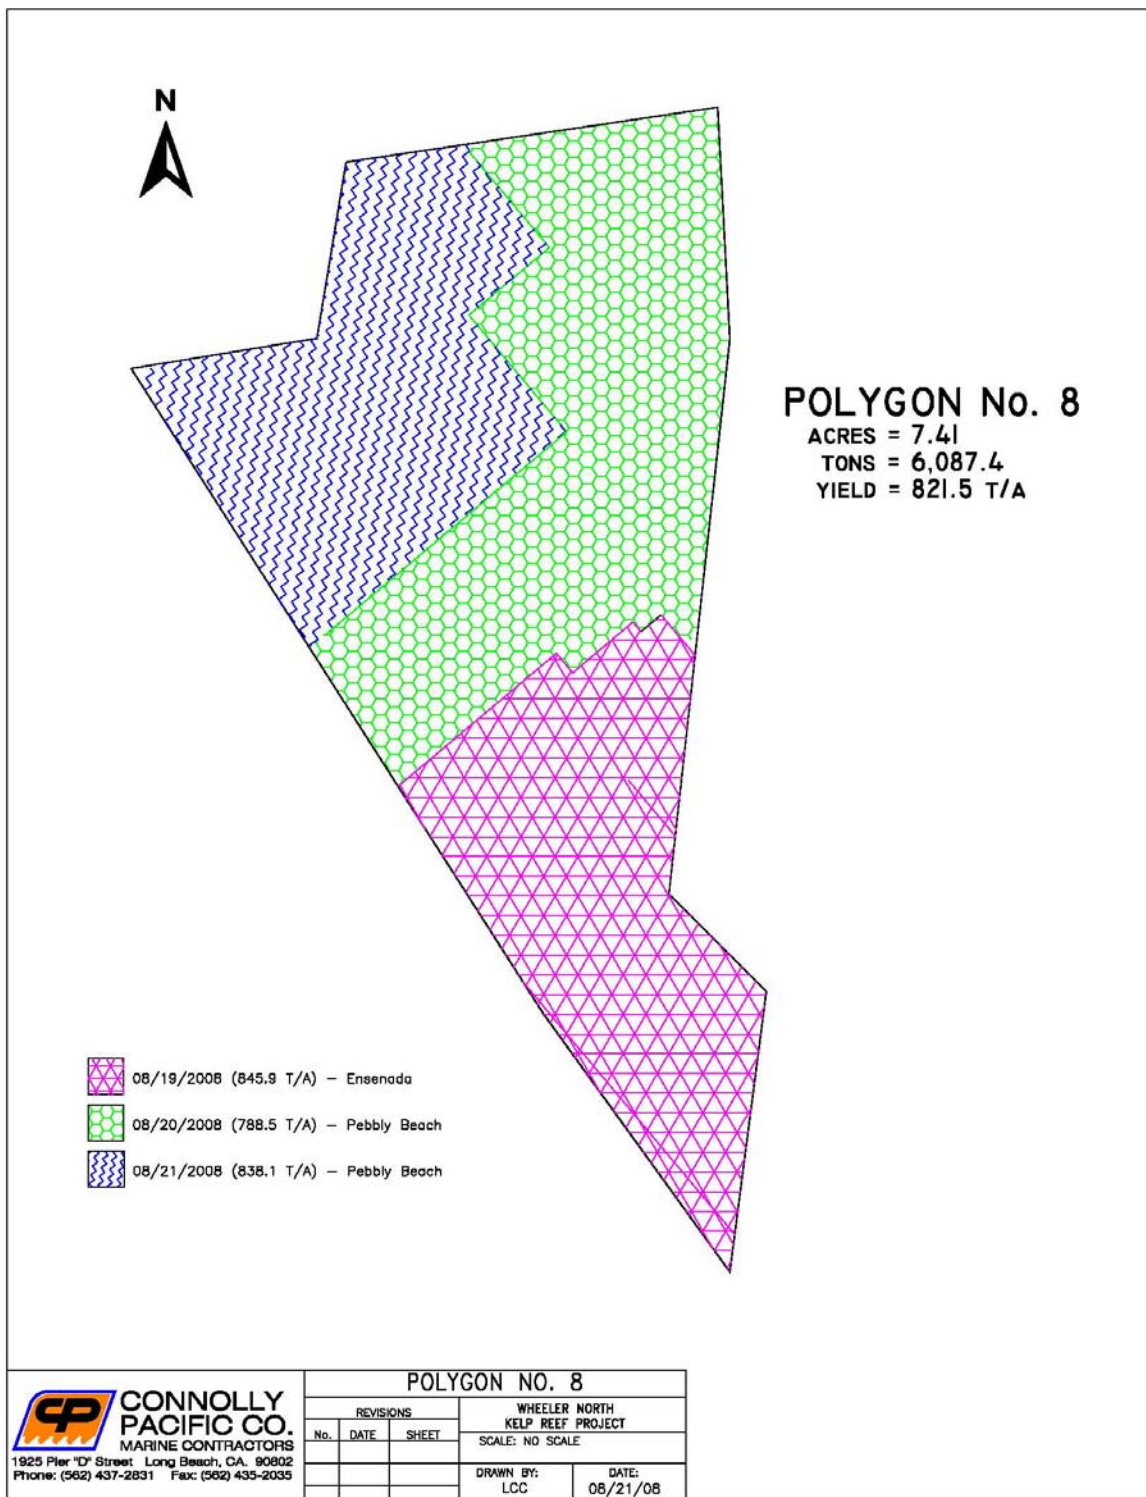 N
POLYGON No. 8
ACRES = 7.41
TONS = 6,087.4
YIELD = 821.5 T/A
08/19/2008 (845.9 T/A) – Ensenada
08/20/2008 (788.5 T/A) – Pebbly Beach
08/21/2008 (838.1 T/A) – Pebbly Beach
CP
CONNOLLY
PACIFIC CO.
MARINE CONTRACTORS
1925 Pier "D" Street Long Beach, CA. 90802
Phone: (562) 437-2831 Fax: (562) 435-2035
POLYGON NO. 8
REVISIONS
No. DATE SHEET
WHEELER NORTH
KELP REEF PROJECT
SCALE: NO SCALE
DRAWN BY:
LCC
DATE:
08/21/08